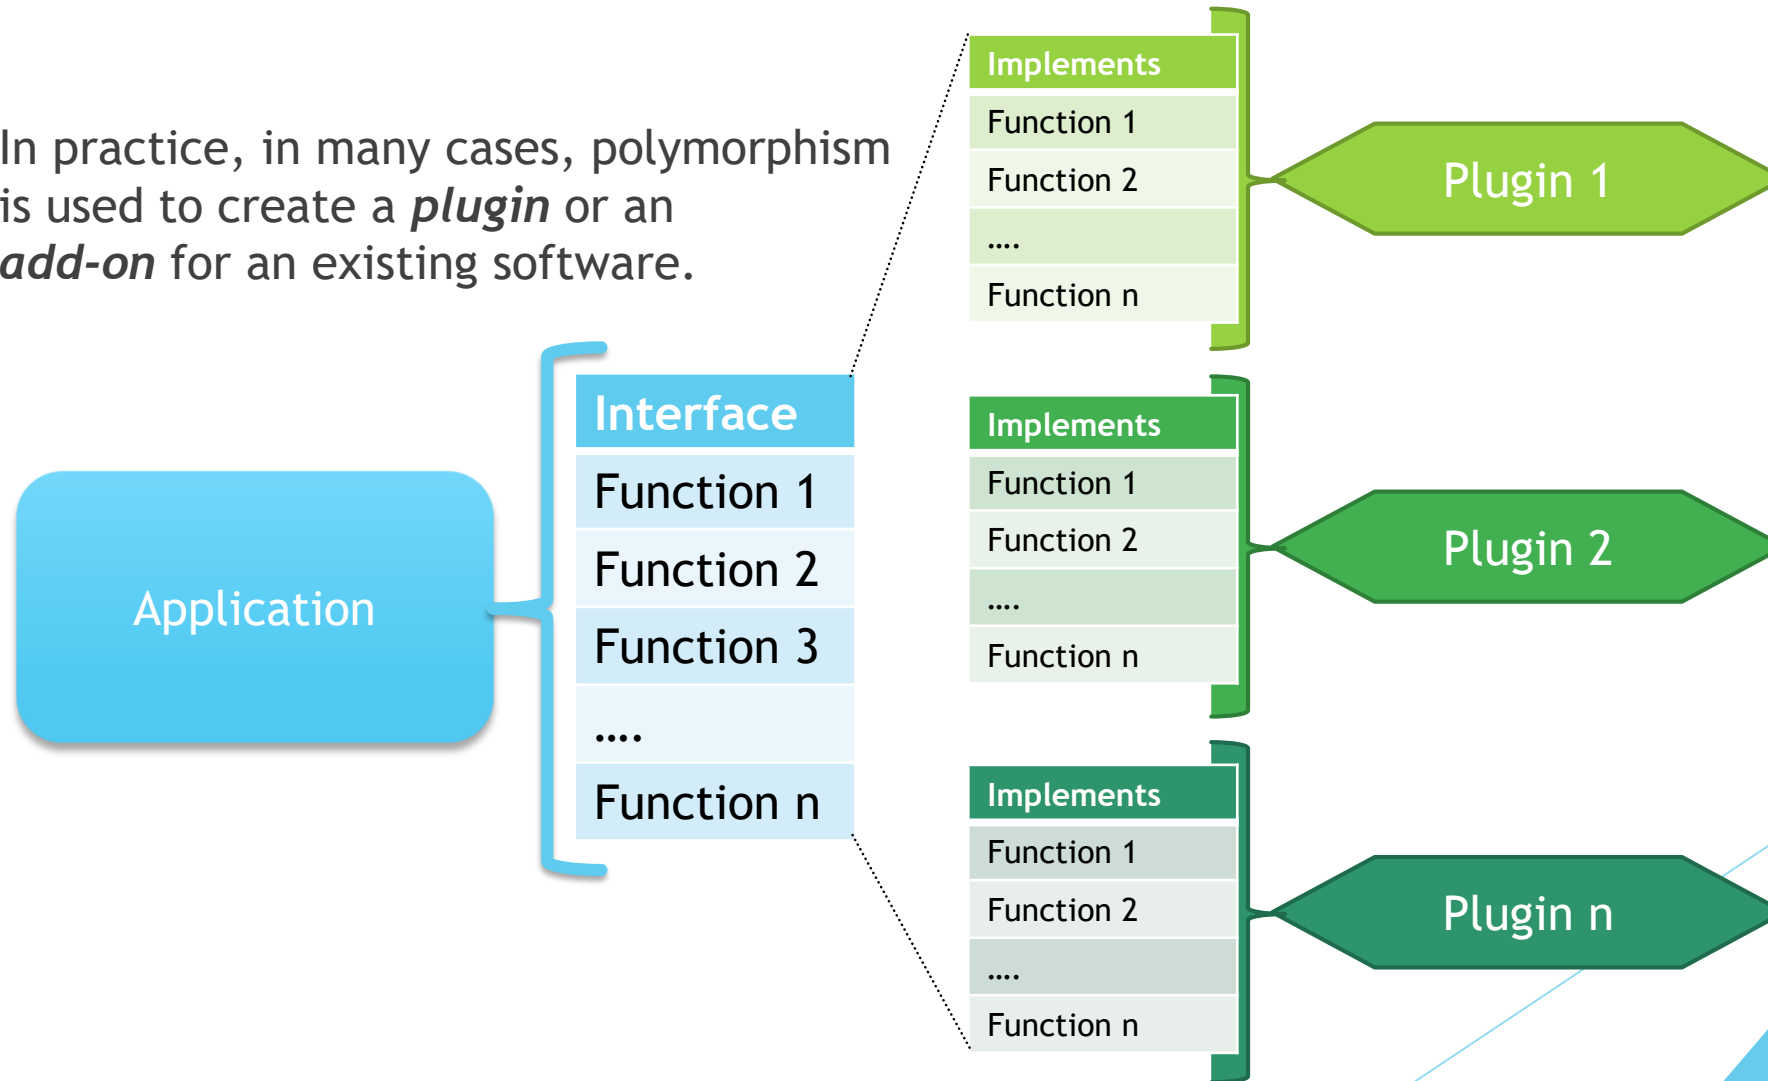 In practice, in many cases, polymorphism
is used to create a plugin or an
add-on for an existing software.
Application
Interface
Function 1
Function 2
Function 3
....
Function n
Implements
Function 1
Function 2
....
Function n
Plugin 1
Implements
Function 1
Function 2
....
Function n
Plugin 2
Implements
Function 1
Function 2
....
Function n
Plugin n